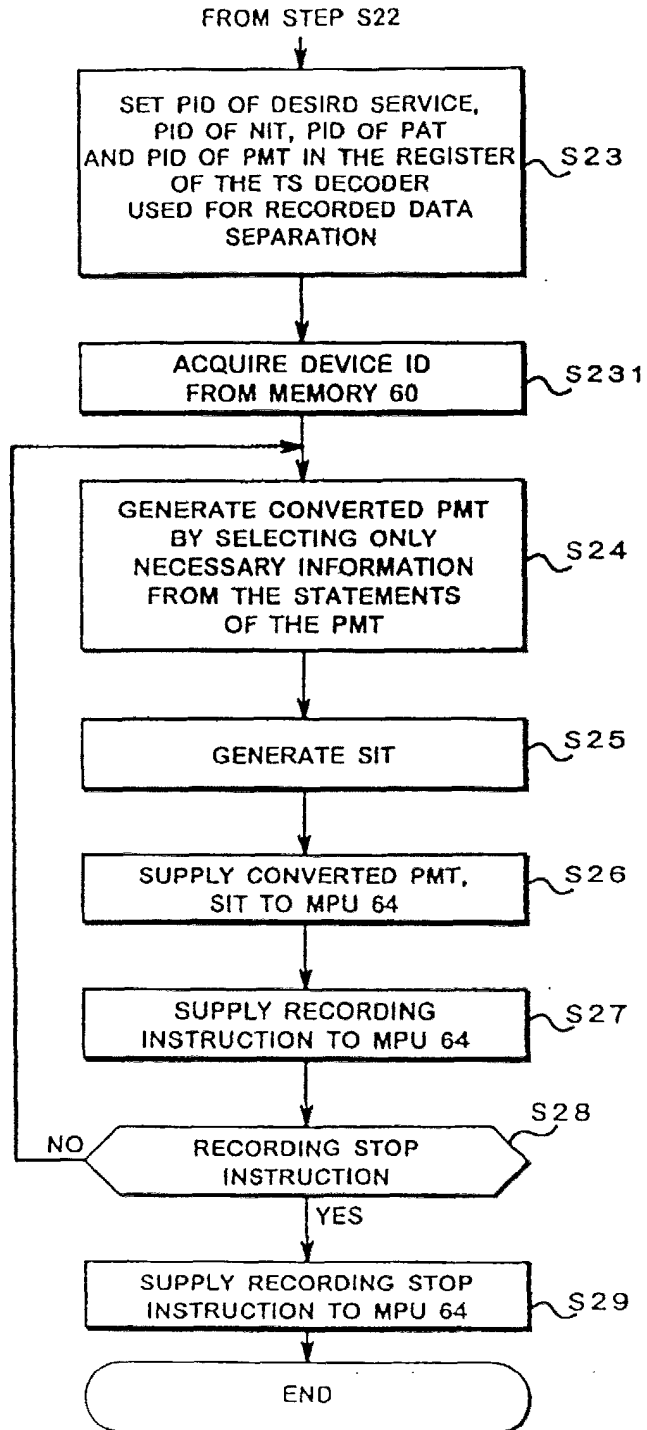 FROM STEP S22
SET PID OF DESIRD SERVICE,
PID OF NIT, PID OF PAT
AND PID OF PMT IN THE REGISTER
OF THE TS DECODER
USED FOR RECORDED DATA
SEPARATION
S23
ACQUIRE DEVICE ID
FROM MEMORY 60
S231
GENERATE CONVERTED PMT
BY SELECTING ONLY
NECESSARY INFORMATION
FROM THE STATEMENTS
OF THE PMT
S24
GENERATE SIT
S25
SUPPLY CONVERTED PMT,
SIT TO MPU 64
S26
SUPPLY RECORDING
INSTRUCTION TO MPU 64
S27
S28
NO
RECORDING STOP
INSTRUCTION
YES
SUPPLY RECORDING STOP
INSTRUCTION TO MPU 64
S29
END